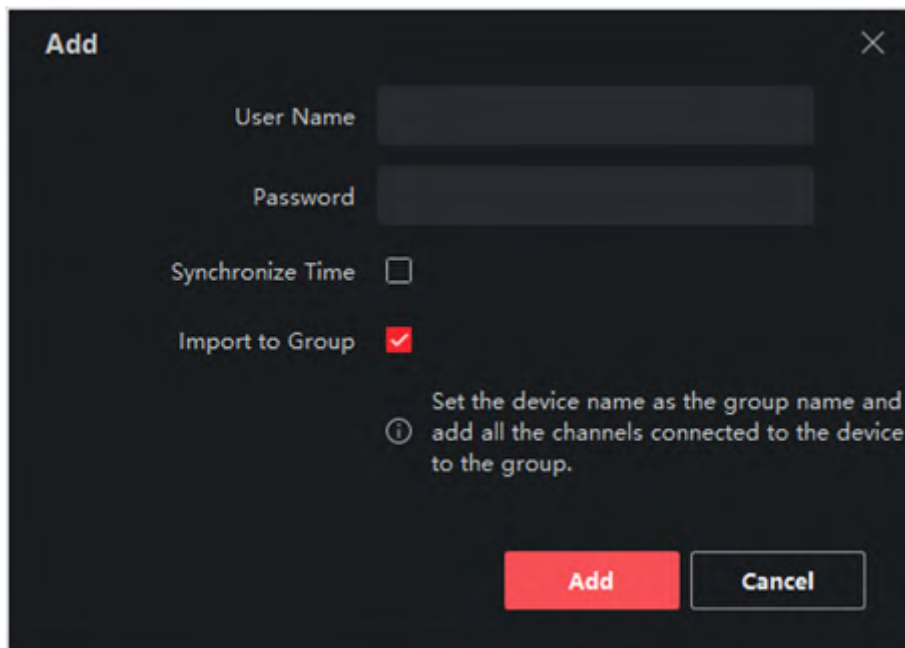 Add
User Name
Password
Synchronize Time
Import to Group
Set the device name as the group name and
add all the channels connected to the device
to the group.
Add Cancel